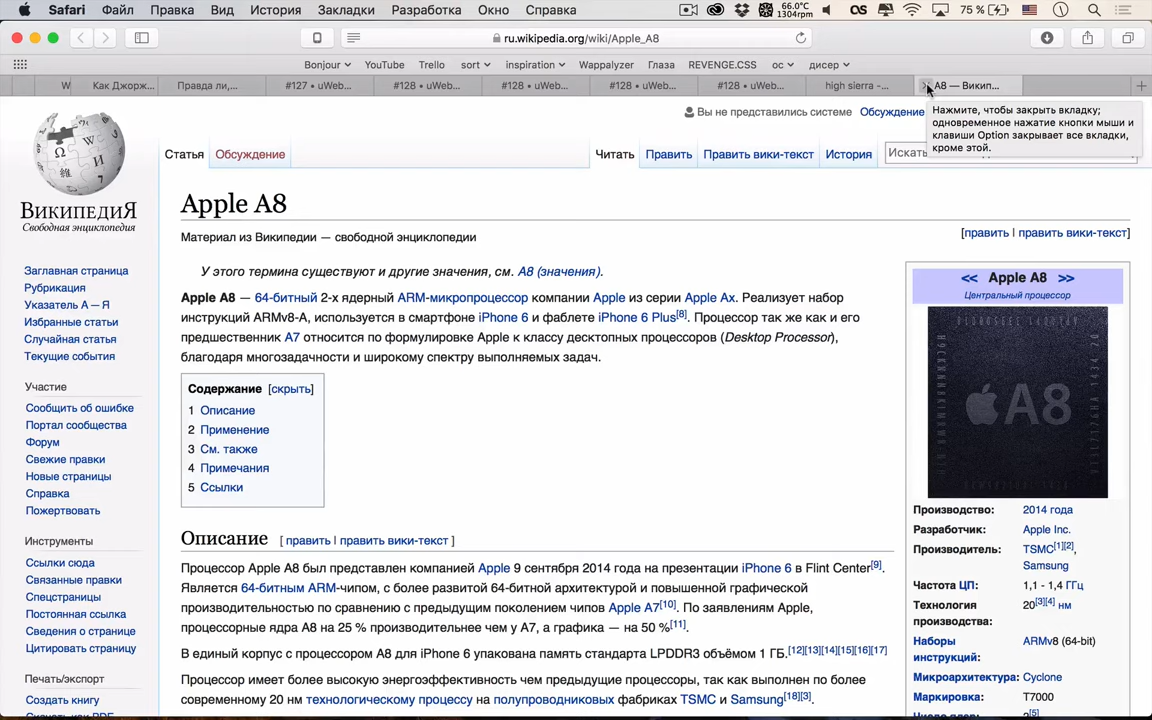 Safari Файл Правка Вид История Закладки Разработка Окно Справка 66.0°C 1304rpm OS 75 %
ru.wikipedia.org/wiki/Apple_A8
Bonjour YouTube Trello sort inspiration Wappalyzer Глаза REVENGE.CSS ос дисер
W Как Джорж... Правда ли,... #127 • uWeb... #128 • uWeb... #128 • uWeb... #128 • uWeb... #128 • uWeb... high sierra -... A8 — Викип...
Нажмите, чтобы закрыть вкладку;
одновременное нажатие кнопки мыши и
клавиши Option закрывает все вкладки,
кроме этой.
Вы не представились системе Обсуждение
Статья Обсуждение Читать Править Править вики-текст История Искать
ВИКИПЕДИЯ
Свободная энциклопедия
Заглавная страница
Рубрикация
Указатель А — Я
Избранные статьи
Случайная статья
Текущие события
Участие
Сообщить об ошибке
Портал сообщества
Форум
Свежие правки
Новые страницы
Справка
Пожертвовать
Инструменты
Ссылки сюда
Связанные правки
Спецстраницы
Постоянная ссылка
Сведения о странице
Цитировать страницу
Печать/экспорт
Создать книгу
Скачать как PDF
Apple A8
Материал из Википедии — свободной энциклопедии
[править | править вики-текст]
У этого термина существуют и другие значения, см. A8 (значения).
Apple A8 — 64-битный 2-х ядерный ARM-микропроцессор компании Apple из серии Apple Ax. Реализует набор
инструкций ARMv8-A, используется в смартфоне iPhone 6 и фаблете iPhone 6 Plus[8]. Процессор так же как и его
предшественник A7 относится по формулировке Apple к классу десктопных процессоров (Desktop Processor),
благодаря многозадачности и широкому спектру выполняемых задач.
Содержание [скрыть]
1 Описание
2 Применение
3 См. также
4 Примечания
5 Ссылки
Описание [ править | править вики-текст ]
Процессор Apple A8 был представлен компанией Apple 9 сентября 2014 года на презентации iPhone 6 в Flint Center[9].
Является 64-битным ARM-чипом, с более развитой 64-битной архитектурой и повышенной графической
производительностью по сравнению с предыдущим поколением чипов Apple A7[10]. По заявлениям Apple,
процессорные ядра A8 на 25 % производительнее чем у A7, а графика — на 50 %[11].
В единый корпус с процессором A8 для iPhone 6 упакована память стандарта LPDDR3 объёмом 1 ГБ.[12][13][14][15][16][17]
Процессор имеет более высокую энергоэффективность чем предыдущие процессоры, так как выполнен по более
современному 20 нм технологическому процессу на полупроводниковых фабриках TSMC и Samsung[18][3].
<< Apple A8 >>
Центральный процессор
A8
Производство: 2014 года
Разработчик: Apple Inc.
Производитель: TSMC[1][2],
Samsung
Частота ЦП: 1,1 - 1,4 ГГц
Технология производства: 20[3][4] нм
Наборы инструкций: ARMv8 (64-bit)
Микроархитектура: Cyclone
Маркировка: T7000
Число ядер: 2[5]